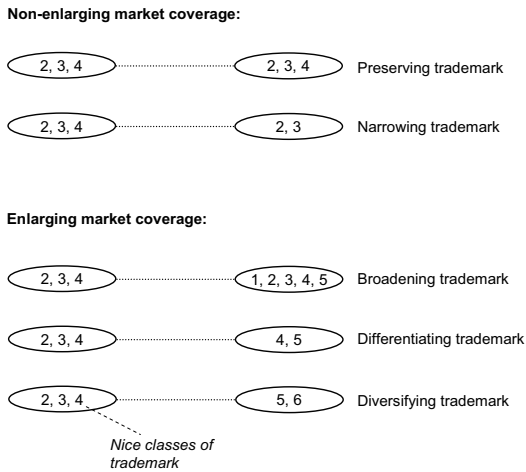 Non-enlarging market coverage:
2, 3, 4 2, 3, 4 Preserving trademark
2, 3, 4 2, 3 Narrowing trademark
Enlarging market coverage:
2, 3, 4 1, 2, 3, 4, 5 Broadening trademark
2, 3, 4 4, 5 Differentiating trademark
2, 3, 4 5, 6 Diversifying trademark
Nice classes of
trademark